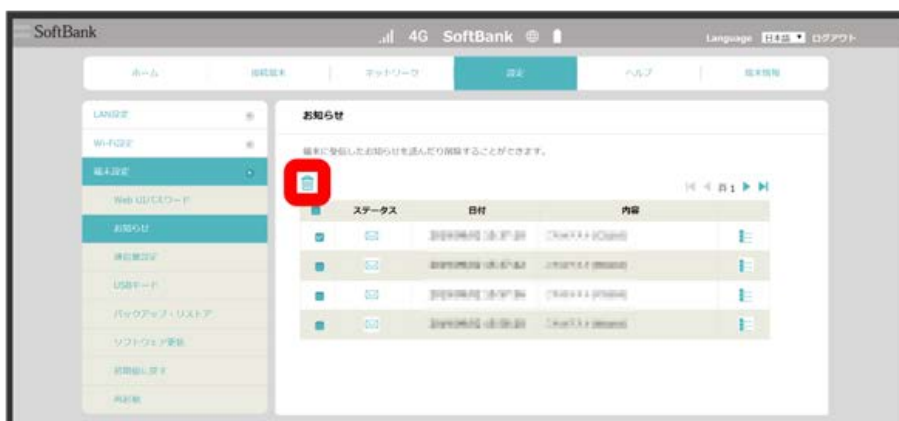 SoftBank
4G SoftBank
Language 日本語 ログアウト
ホーム 接続端末 ネットワーク 設定 ヘルプ 端末情報
LAN設定
Wi-Fi設定
端末設定
Web UIパスワード
お知らせ
通信量設定
USBモード
バックアップ・リストア
ソフトウェア更新
初期値に戻す
再起動
お知らせ
端末に受信したお知らせを読んだり削除することができます。
頁 1
ステータス 日付 内容